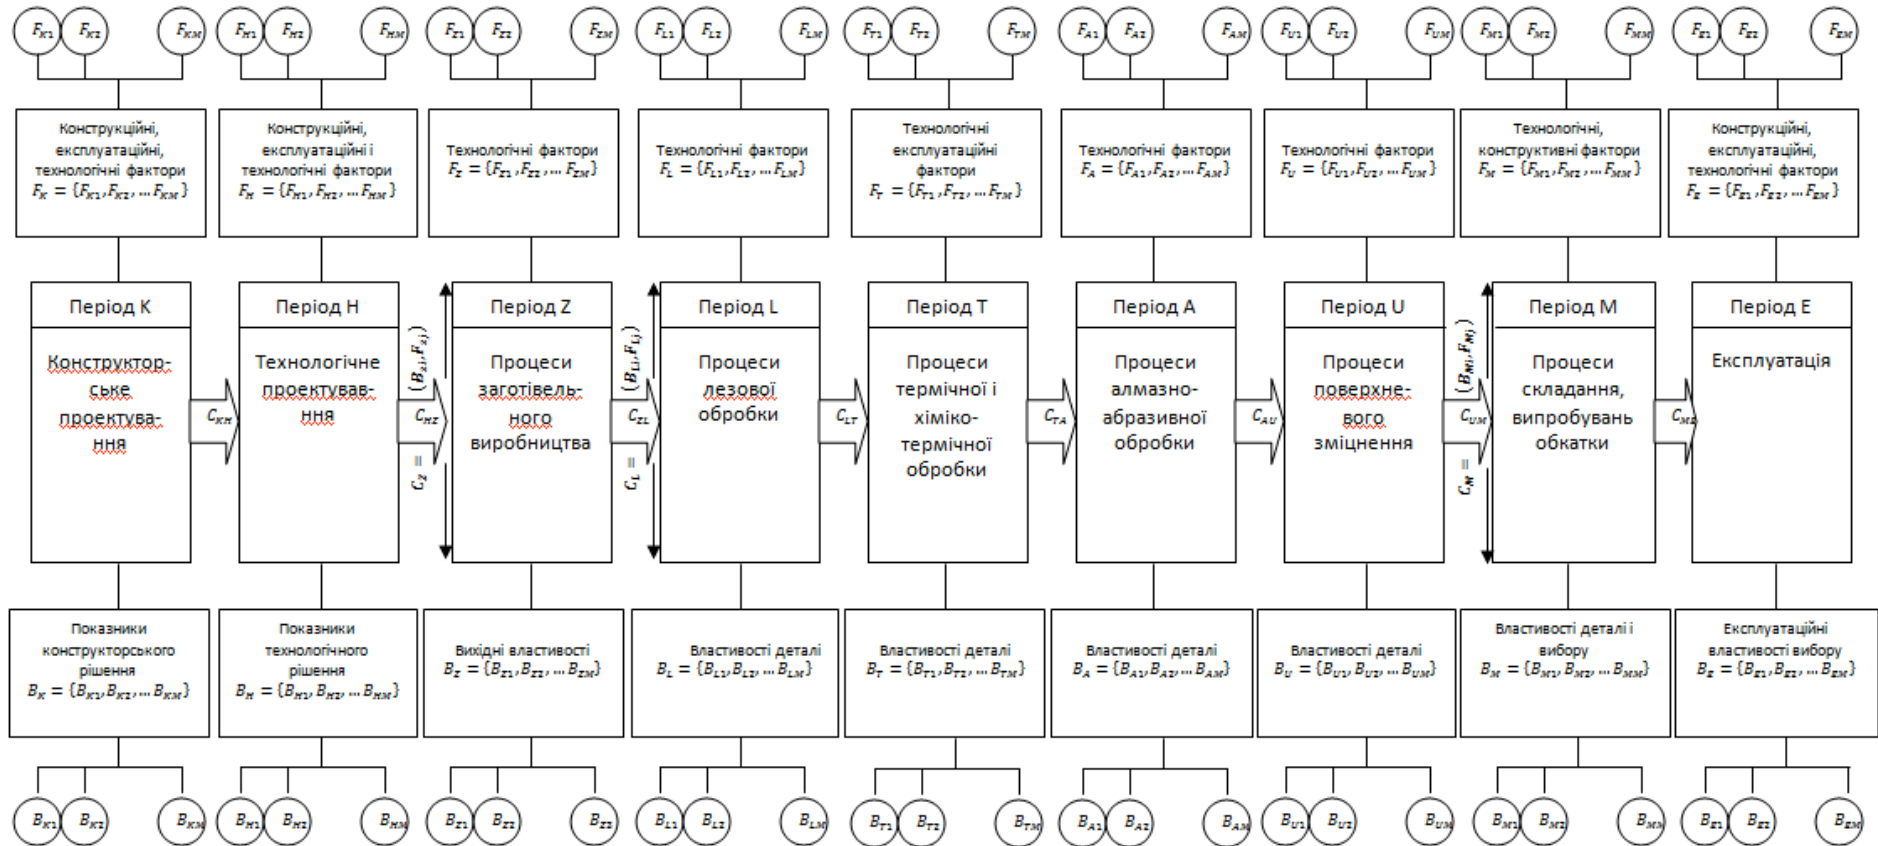 F_K1 F_K2 F_KM F_H1 F_H2 F_HM F_Z1 F_Z2 F_ZM F_L1 F_L2 F_LM F_T1 F_T2 F_TM F_A1 F_A2 F_AM F_U1 F_U2 F_UM F_M1 F_M2 F_MM F_E1 F_E2 F_EM
Конструкційні,
експлуатаційні,
технологічні фактори
F_K = {F_K1, F_K2, ... F_KM}
Конструкційні,
експлуатаційні і
технологічні фактори
F_H = {F_H1, F_H2, ... F_HM}
Технологічні фактори
F_Z = {F_Z1, F_Z2, ... F_ZM}
Технологічні фактори
F_L = {F_L1, F_L2, ... F_LM}
Технологічні
експлуатаційні
фактори
F_T = {F_T1, F_T2, ... F_TM}
Технологічні фактори
F_A = {F_A1, F_A2, ... F_AM}
Технологічні фактори
F_U = {F_U1, F_U2, ... F_UM}
Технологічні,
конструктивні фактори
F_M = {F_M1, F_M2, ... F_MM}
Конструкційні,
експлуатаційні,
технологічні фактори
F_E = {F_E1, F_E2, ... F_EM}
Період K
Конструктор-
ське
проектува-
ння
C_KH
Період H
Технологічне
проектував-
ння
C_HZ
C_Z = (B_zi, F_zj)
Період Z
Процеси
заготівель-
ного
виробництва
C_ZL
C_L = (B_Li, F_Lj)
Період L
Процеси
лезової
обробки
C_LT
Період T
Процеси
термічної і
хіміко-
термічної
обробки
C_TA
Період A
Процеси
алмазно-
абразивної
обробки
C_AU
Період U
Процеси
поверхне-
вого
зміцнення
C_UM
C_M = (B_Mi, F_Mj)
Період M
Процеси
складання,
випробувань
обкатки
C_ME
Період E
Експлуатація
Показники
конструкторського
рішення
B_K = {B_K1, B_K2, ... B_KM}
Показники
технологічного
рішення
B_H = {B_H1, B_H2, ... B_HM}
Вихідні властивості
B_Z = {B_Z1, B_Z2, ... B_ZM}
Властивості деталі
B_L = {B_L1, B_L2, ... B_LM}
Властивості деталі
B_T = {B_T1, B_T2, ... B_TM}
Властивості деталі
B_A = {B_A1, B_A2, ... B_AM}
Властивості деталі
B_U = {B_U1, B_U2, ... B_UM}
Властивості деталі і
вибору
B_M = {B_M1, B_M2, ... B_MM}
Експлуатаційні
властивості вибору
B_E = {B_E1, B_E2, ... B_EM}
B_K1 B_K2 B_KM B_H1 B_H2 B_HM B_Z1 B_Z2 B_Z2 B_L1 B_L2 B_LM B_T1 B_T2 B_TM B_A1 B_A2 B_AM B_U1 B_U2 B_UM B_M1 B_M2 B_MM B_E1 B_E2 B_EM